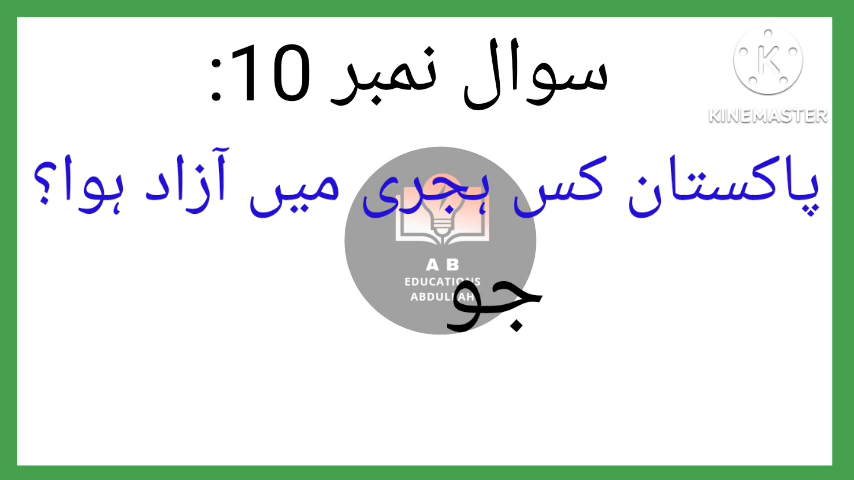 سوال نمبر 10:
KINEMASTER
پاکستان کس ہجری میں آزاد ہوا؟
A B
EDUCATIONS
ABDULLAH
جو